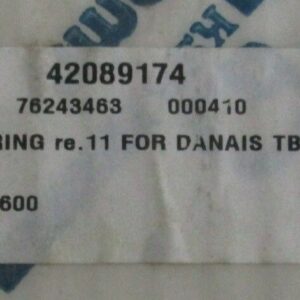 42089174
76243463 000410
RING re.11 FOR DANAIS TB
600